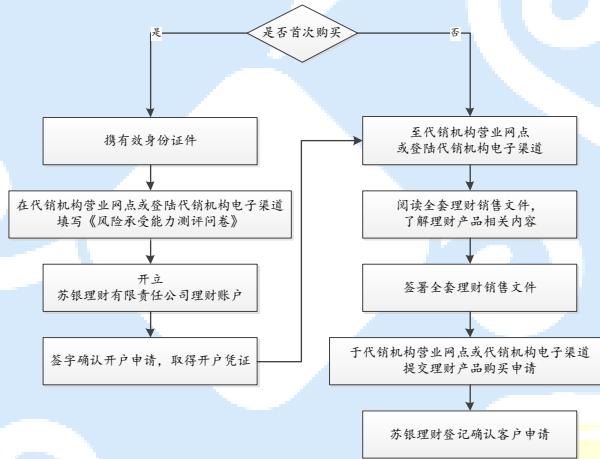 是否首次购买
是
否
携有效身份证件
在代销机构营业网点或登陆代销机构电子渠道
填写《风险承受能力测评问卷》
开立
苏银理财有限责任公司理财账户
签字确认开户申请，取得开户凭证
至代销机构营业网点
或登陆代销机构电子渠道
阅读全套理财销售文件，
了解理财产品相关内容
签署全套理财销售文件
于代销机构营业网点或代销机构电子渠道
提交理财产品购买申请
苏银理财登记确认客户申请